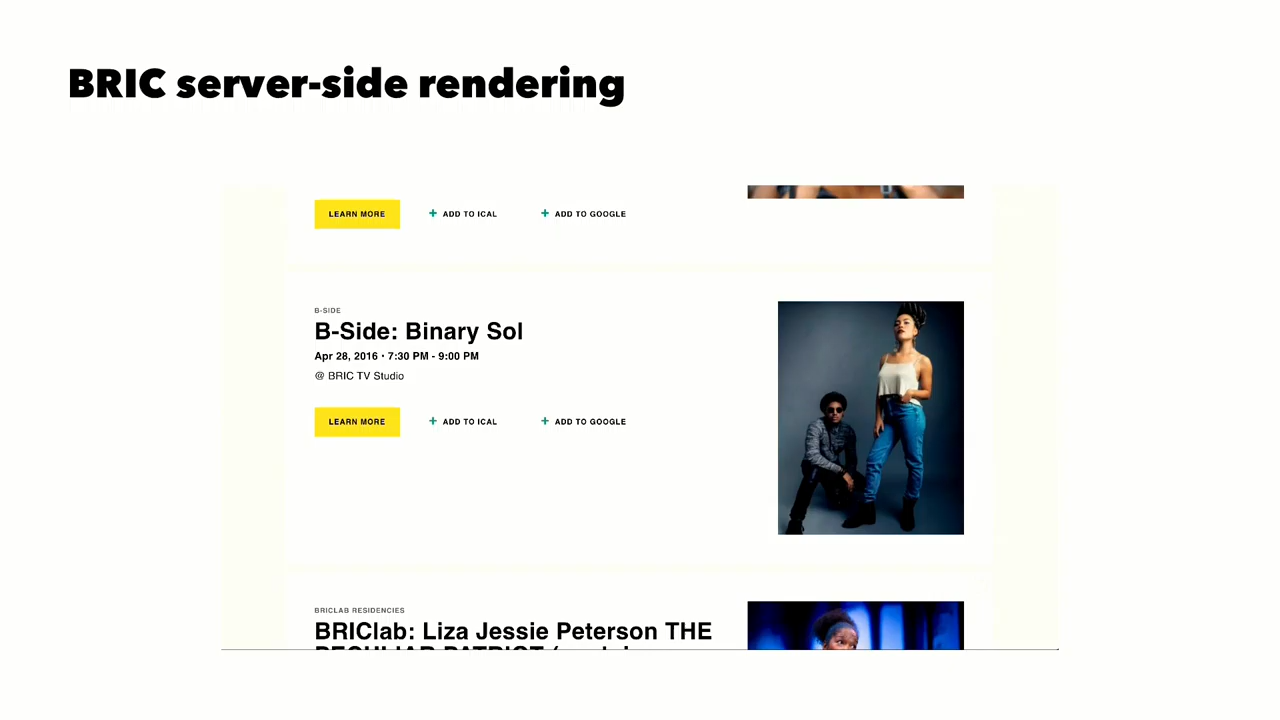 BRIC server-side rendering
LEARN MORE + ADD TO ICAL + ADD TO GOOGLE
B-SIDE
B-Side: Binary Sol
Apr 28, 2016 • 7:30 PM - 9:00 PM
@ BRIC TV Studio
LEARN MORE + ADD TO ICAL + ADD TO GOOGLE
BRICLAB RESIDENCIES
BRIClab: Liza Jessie Peterson THE
PECULIAR PATRIOT